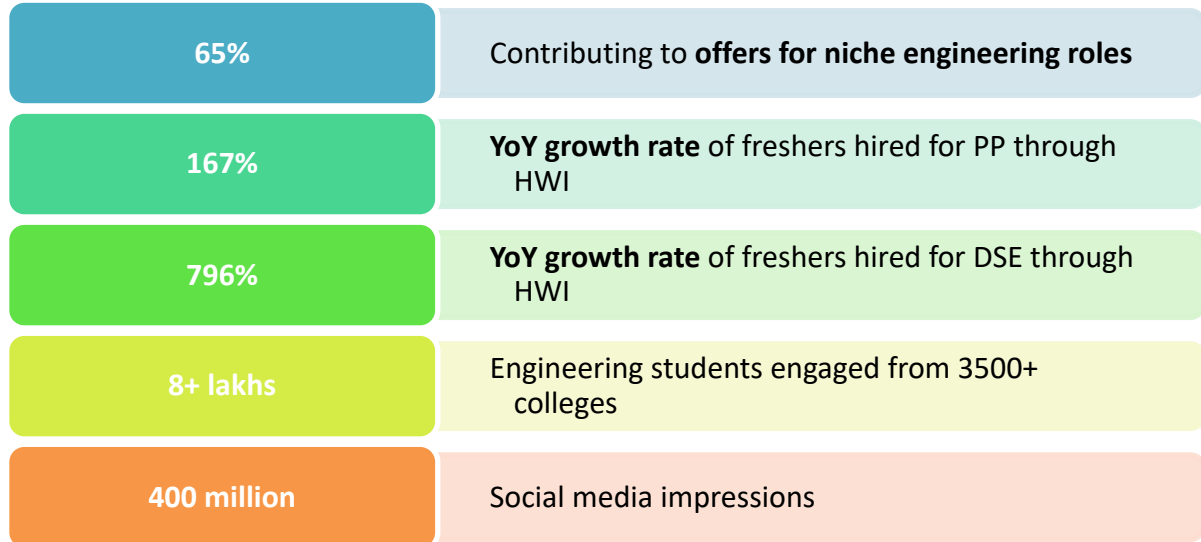 65%
Contributing to offers for niche engineering roles
167%
YoY growth rate of freshers hired for PP through
HWI
796%
YoY growth rate of freshers hired for DSE through
HWI
8+ lakhs
Engineering students engaged from 3500+
colleges
400 million
Social media impressions